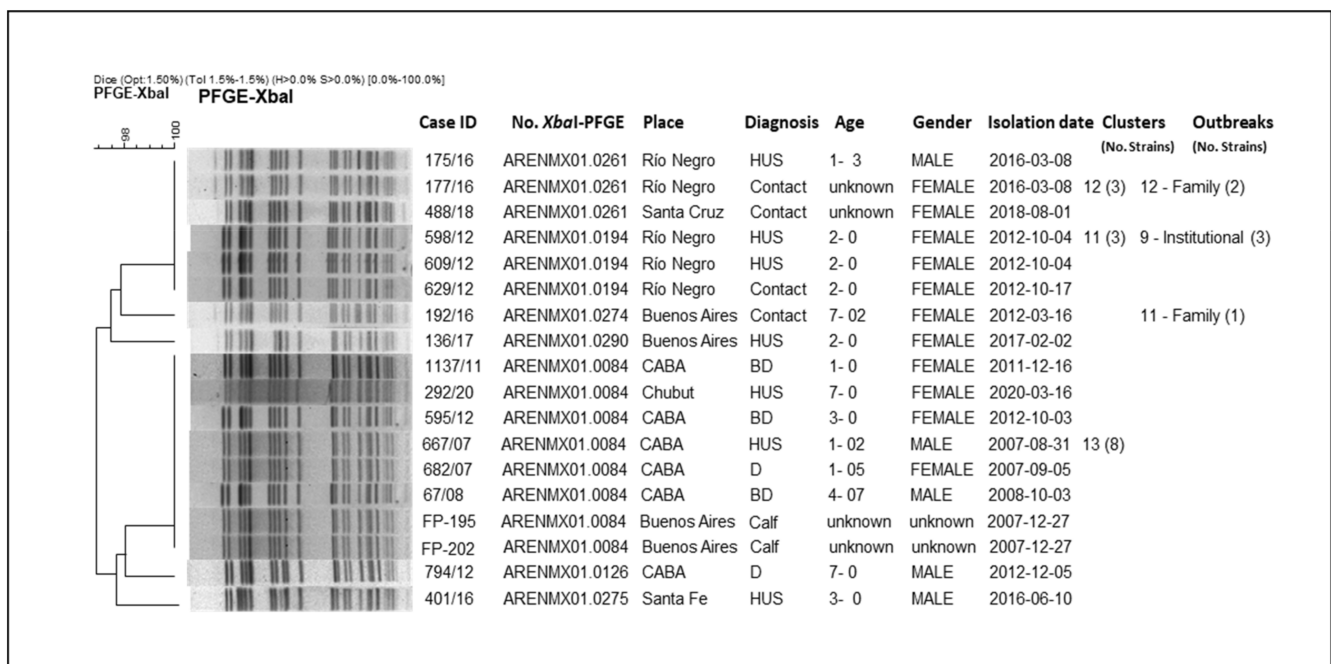 Dice (Opt:1.50%) (Tol 1.5%-1.5%) (H>0.0% S>0.0%) [0.0%-100.0%]
PFGE-XbaI PFGE-XbaI
98 100
Case ID No. XbaI-PFGE Place Diagnosis Age Gender Isolation date Clusters Outbreaks
(No. Strains) (No. Strains)
175/16 ARENMX01.0261 Río Negro HUS 1- 3 MALE 2016-03-08
177/16 ARENMX01.0261 Río Negro Contact unknown FEMALE 2016-03-08 12 (3) 12 - Family (2)
488/18 ARENMX01.0261 Santa Cruz Contact unknown FEMALE 2018-08-01
598/12 ARENMX01.0194 Río Negro HUS 2- 0 FEMALE 2012-10-04 11 (3) 9 - Institutional (3)
609/12 ARENMX01.0194 Río Negro HUS 2- 0 FEMALE 2012-10-04
629/12 ARENMX01.0194 Río Negro Contact 2- 0 FEMALE 2012-10-17
192/16 ARENMX01.0274 Buenos Aires Contact 7- 02 FEMALE 2012-03-16 11 - Family (1)
136/17 ARENMX01.0290 Buenos Aires HUS 2- 0 FEMALE 2017-02-02
1137/11 ARENMX01.0084 CABA BD 1- 0 FEMALE 2011-12-16
292/20 ARENMX01.0084 Chubut HUS 7- 0 FEMALE 2020-03-16
595/12 ARENMX01.0084 CABA BD 3- 0 FEMALE 2012-10-03
667/07 ARENMX01.0084 CABA HUS 1- 02 MALE 2007-08-31 13 (8)
682/07 ARENMX01.0084 CABA D 1- 05 FEMALE 2007-09-05
67/08 ARENMX01.0084 CABA BD 4- 07 MALE 2008-10-03
FP-195 ARENMX01.0084 Buenos Aires Calf unknown unknown 2007-12-27
FP-202 ARENMX01.0084 Buenos Aires Calf unknown unknown 2007-12-27
794/12 ARENMX01.0126 CABA D 7- 0 MALE 2012-12-05
401/16 ARENMX01.0275 Santa Fe HUS 3- 0 MALE 2016-06-10